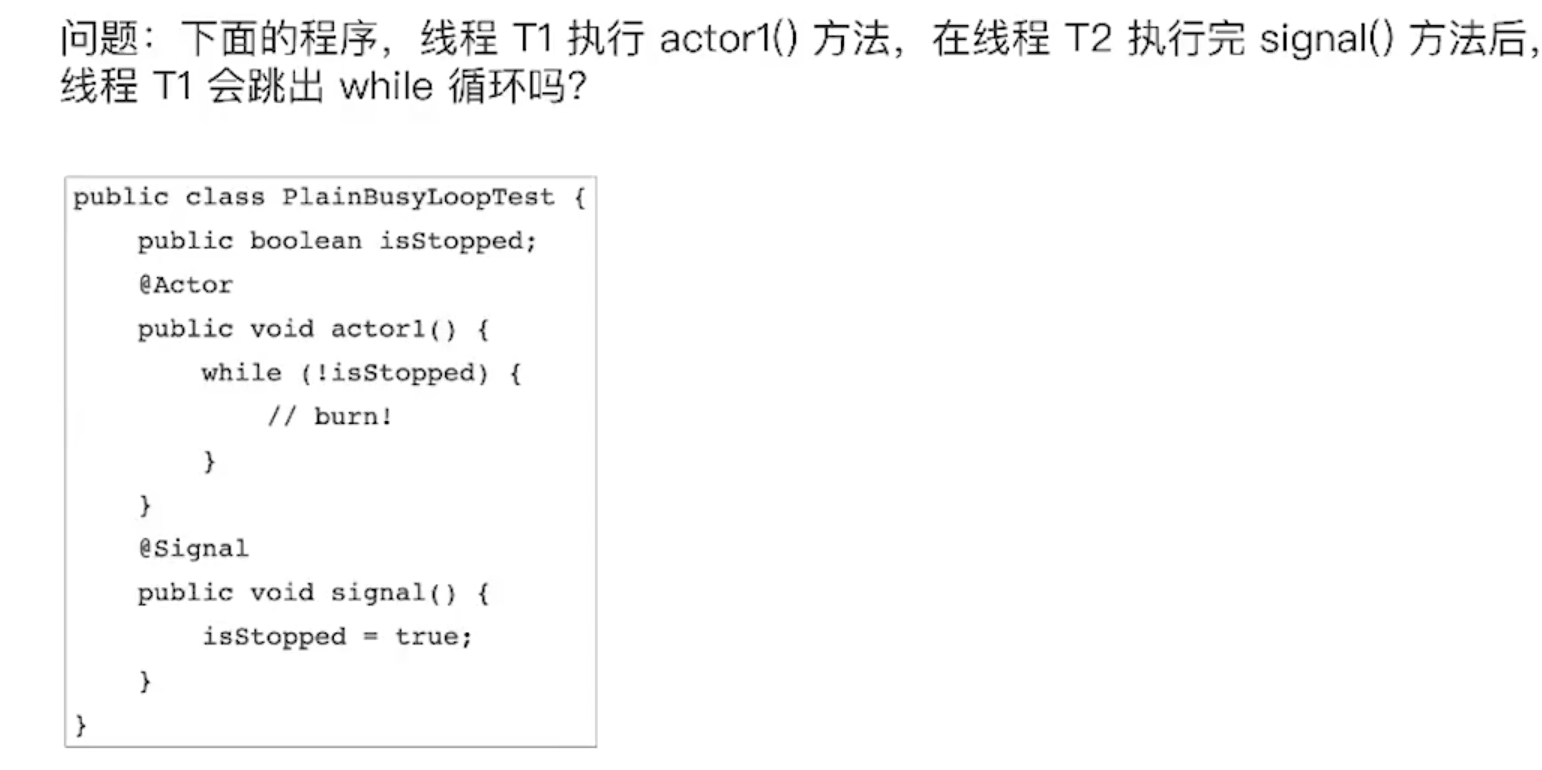 问题：下面的程序，线程 T1 执行 actor1() 方法，在线程 T2 执行完 signal() 方法后，
线程 T1 会跳出 while 循环吗？
public class PlainBusyLoopTest {
    public boolean isStopped;
    @Actor
    public void actor1() {
        while (!isStopped) {
            // burn!
        }
    }
    @Signal
    public void signal() {
        isStopped = true;
    }
}